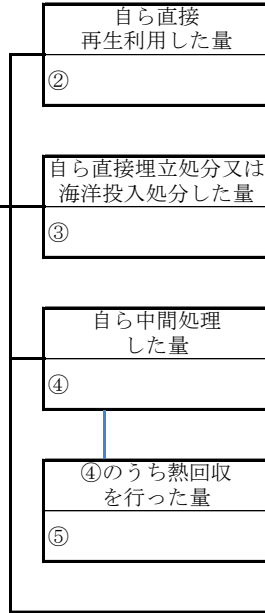 自ら直接
再生利用した量
②
自ら直接埋立処分又は
海洋投入処分した量
③
自ら中間処理
した量
④
④のうち熱回収
を行った量
⑤